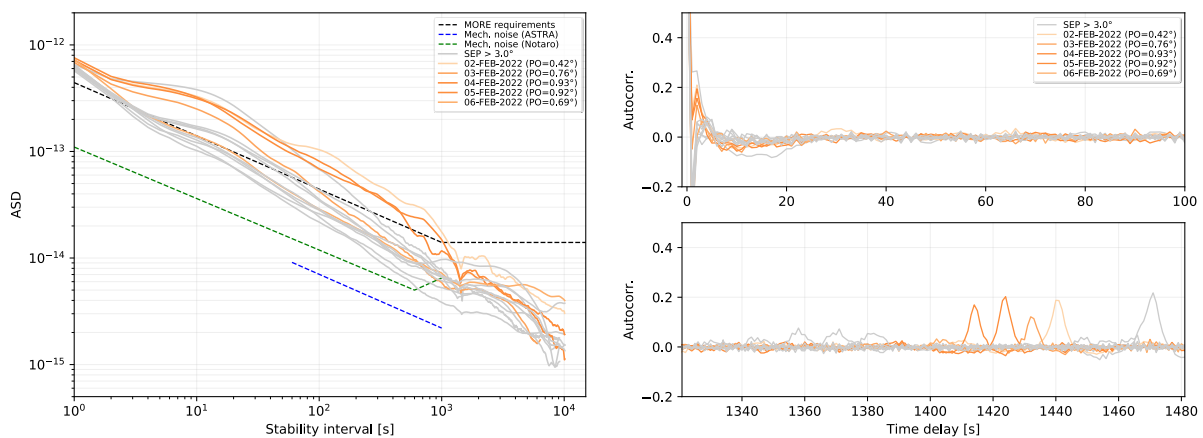 10⁻¹²
10⁻¹³
10⁻¹⁴
10⁻¹⁵
ASD
10⁰
10¹
10²
10³
10⁴
Stability interval [s]
MORE requirements
Mech. noise (ASTRA)
Mech. noise (Notaro)
SEP > 3.0°
02-FEB-2022 (PO=0.42°)
03-FEB-2022 (PO=0.76°)
04-FEB-2022 (PO=0.93°)
05-FEB-2022 (PO=0.92°)
06-FEB-2022 (PO=0.69°)
0.4
0.2
0.0
−0.2
Autocorr.
0
20
40
60
80
100
SEP > 3.0°
02-FEB-2022 (PO=0.42°)
03-FEB-2022 (PO=0.76°)
04-FEB-2022 (PO=0.93°)
05-FEB-2022 (PO=0.92°)
06-FEB-2022 (PO=0.69°)
0.4
0.2
0.0
−0.2
Autocorr.
1340
1360
1380
1400
1420
1440
1460
1480
Time delay [s]